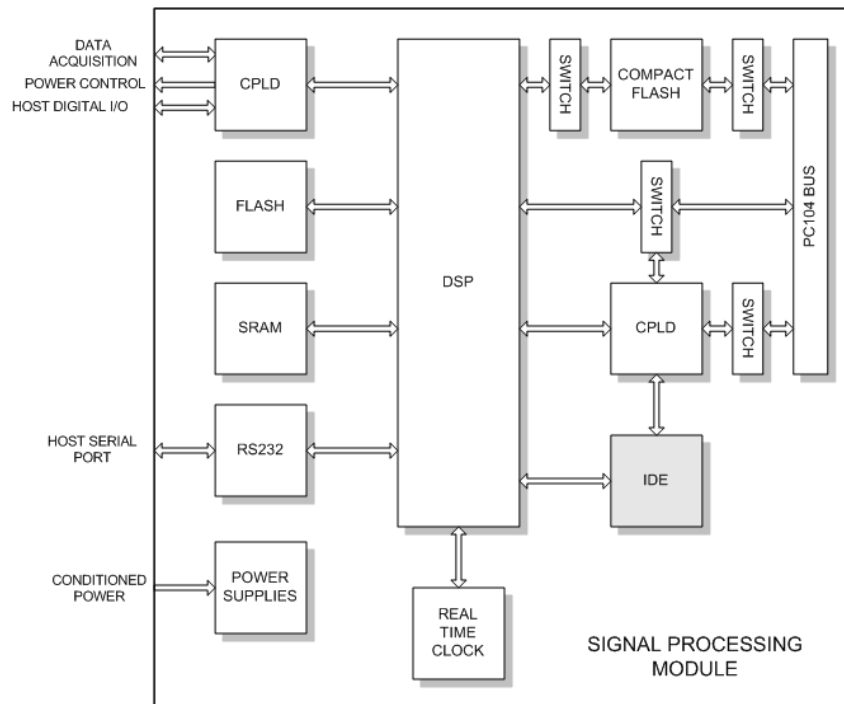 DATA
ACQUISITION
POWER CONTROL
HOST DIGITAL I/O
CPLD
SWITCH
COMPACT
FLASH
SWITCH
PC104 BUS
FLASH
SWITCH
DSP
SRAM
CPLD
SWITCH
HOST SERIAL
PORT
RS232
IDE
CONDITIONED
POWER
POWER
SUPPLIES
REAL
TIME
CLOCK
SIGNAL PROCESSING
MODULE